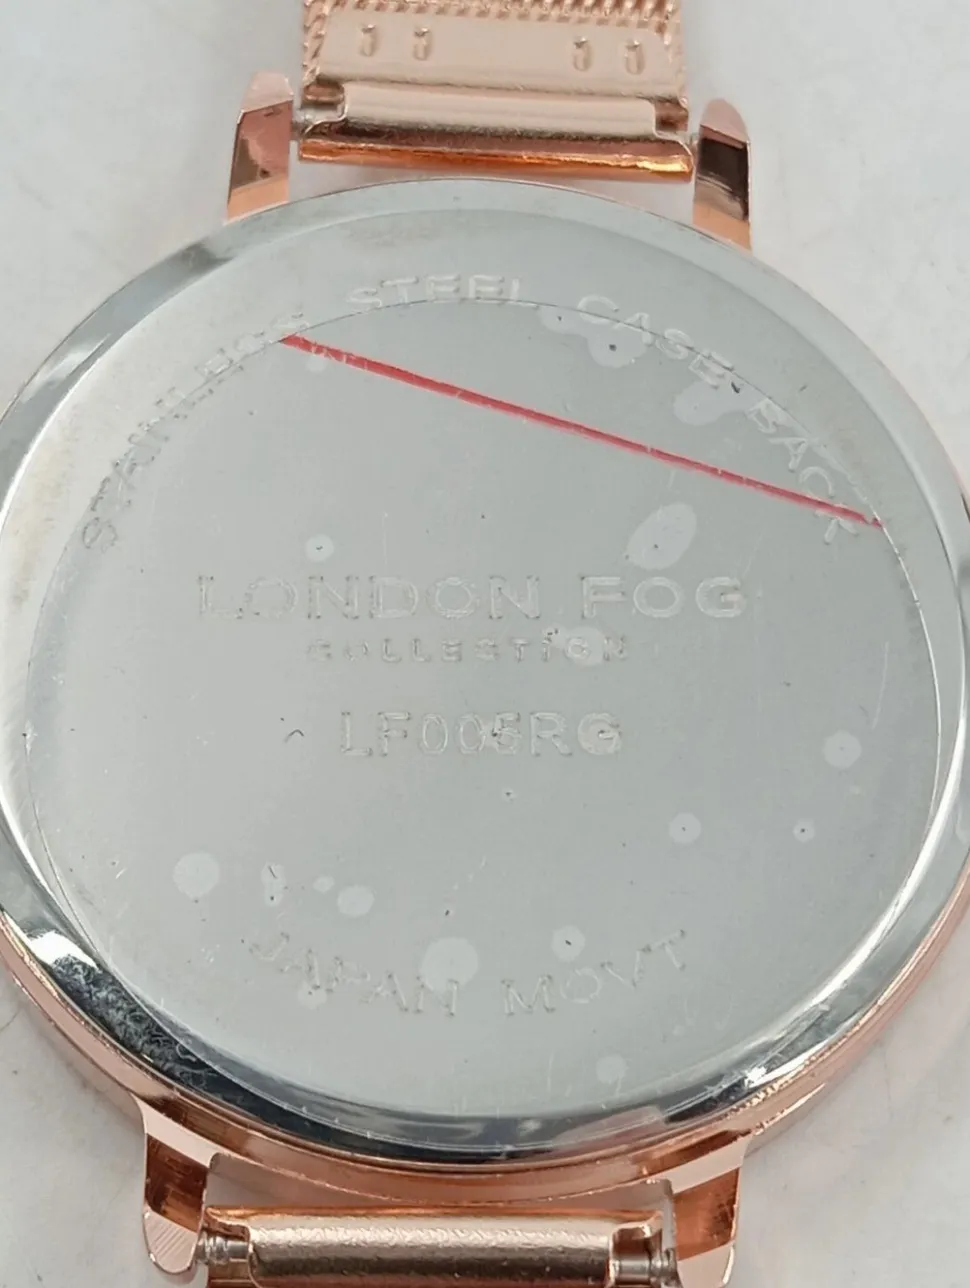 STAINLESS STEEL CASE BACK
LONDON FOG
COLLECTION
LF005RG
JAPAN MOVT